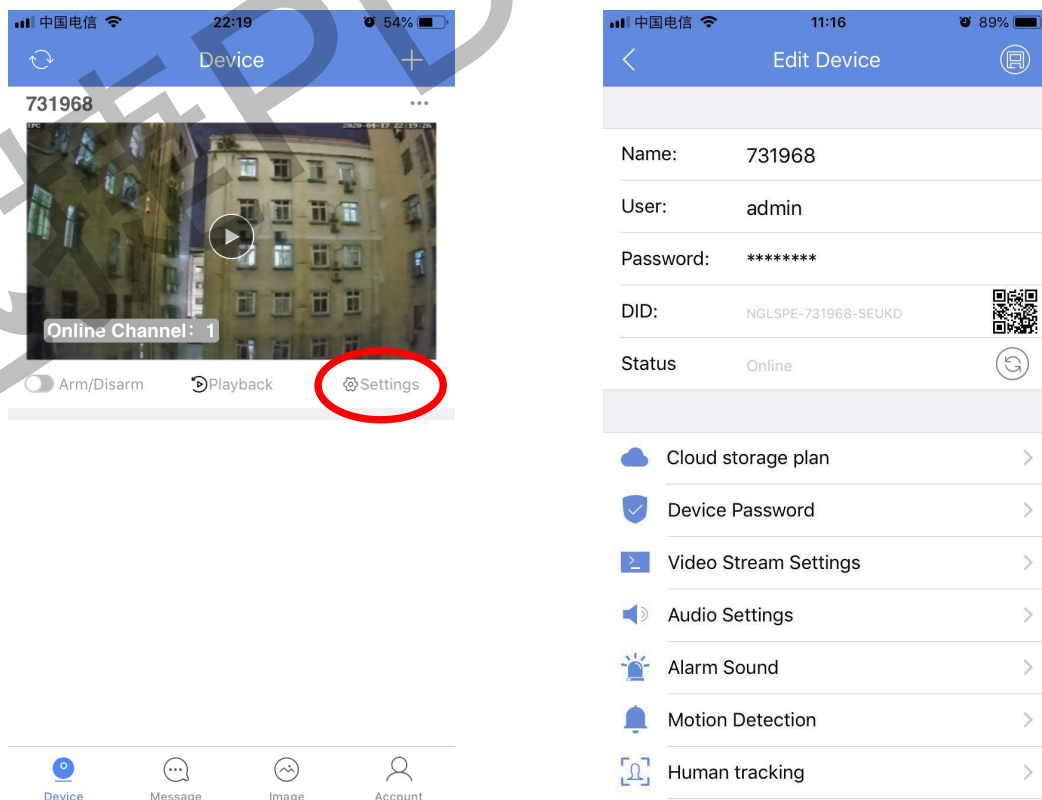 中国电信
22:19
54%
Device
731968
IPC
2020-04-17 22:19:26
Online Channel: 1
Arm/Disarm
Playback
Settings
Device
Message
Image
Account
中国电信
11:16
89%
Edit Device
Name: 731968
User: admin
Password: ********
DID: NGLSPE-731968-SEUKD
Status Online
Cloud storage plan
Device Password
Video Stream Settings
Audio Settings
Alarm Sound
Motion Detection
Human tracking